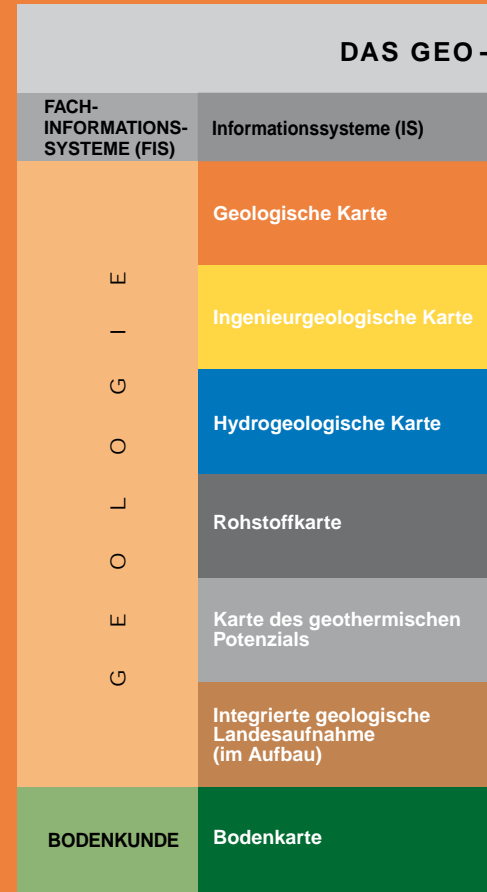 DAS GEO -
FACH-
INFORMATIONS-
SYSTEME (FIS)
Informationssysteme (IS)
GEOLOGIE
Geologische Karte
Ingenieurgeologische Karte
Hydrogeologische Karte
Rohstoffkarte
Karte des geothermischen
Potenzials
Integrierte geologische
Landesaufnahme
(im Aufbau)
BODENKUNDE
Bodenkarte